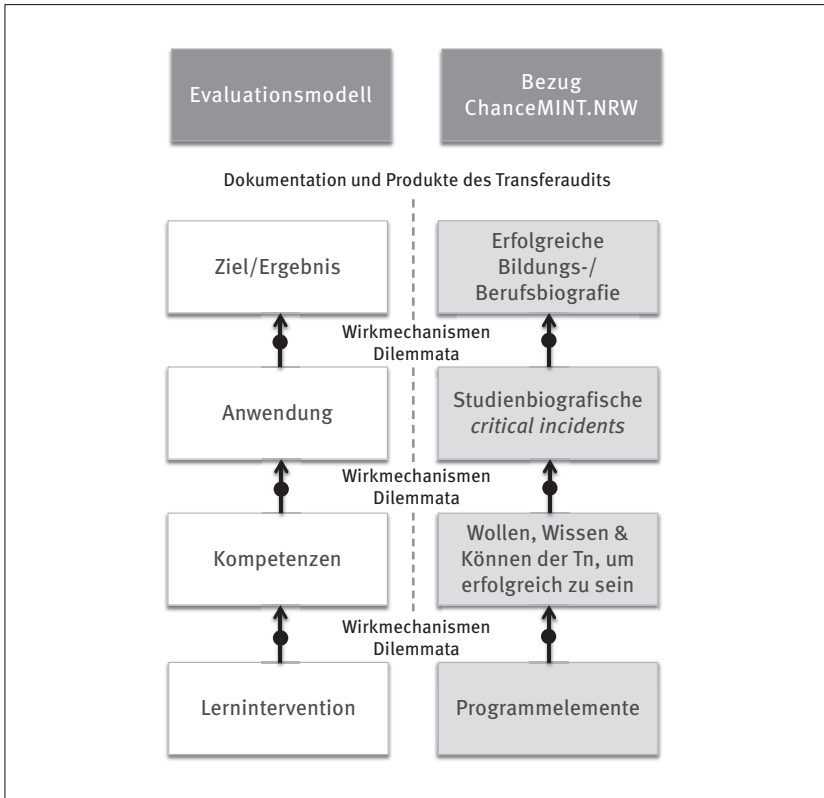 Evaluationsmodell
Bezug
ChanceMINT.NRW
Dokumentation und Produkte des Transferaudits
Ziel/Ergebnis
Erfolgreiche
Bildungs-/
Berufsbiografie
Wirkmechanismen
Dilemmata
Anwendung
Studienbiografische
critical incidents
Wirkmechanismen
Dilemmata
Kompetenzen
Wollen, Wissen &
Können der Tn, um
erfolgreich zu sein
Wirkmechanismen
Dilemmata
Lernintervention
Programmelemente